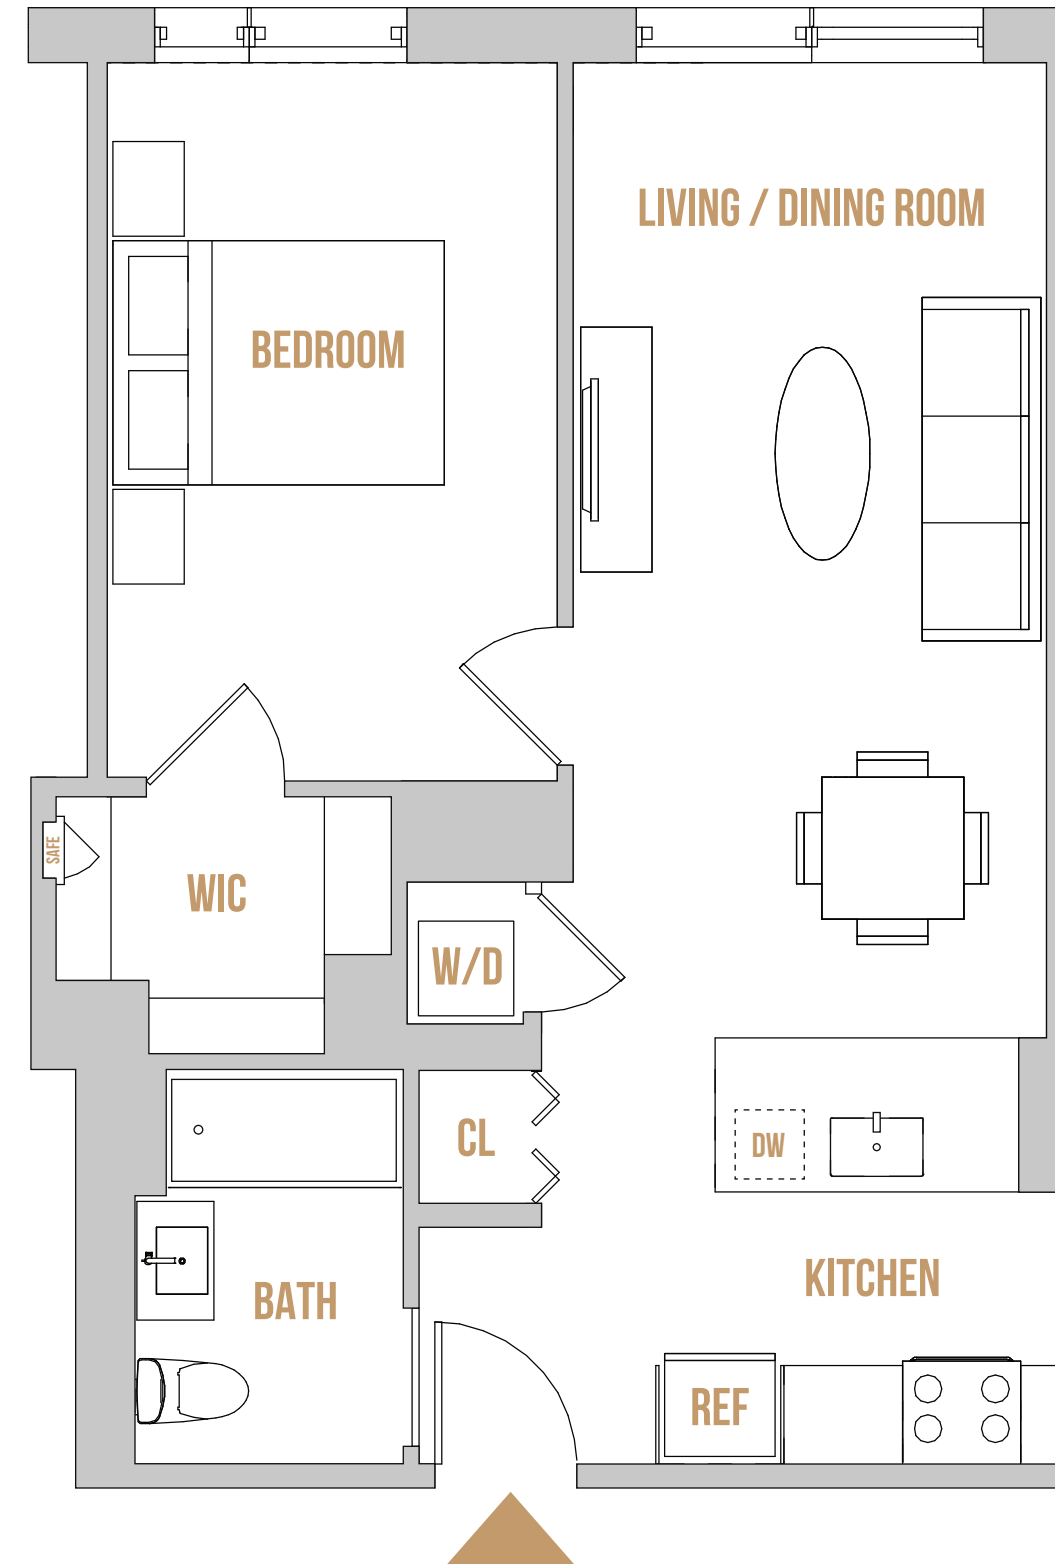 LIVING / DINING ROOM
BEDROOM
SAFE
WIC
W/D
CL
DW
KITCHEN
BATH
REF